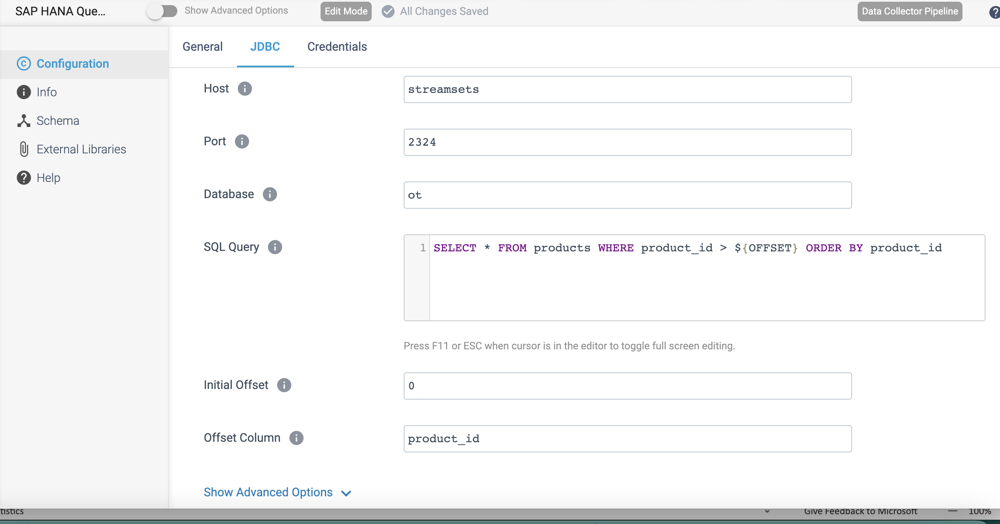 SAP HANA Que...
Show Advanced Options
Edit Mode
All Changes Saved
Data Collector Pipeline
?
General
JDBC
Credentials
C Configuration
i Info
Schema
External Libraries
? Help
Host i
streamsets
Port i
2324
Database i
ot
SQL Query i
1 SELECT * FROM products WHERE product_id > ${OFFSET} ORDER BY product_id
Press F11 or ESC when cursor is in the editor to toggle full screen editing.
Initial Offset i
0
Offset Column i
product_id
Show Advanced Options
tistics
Give Feedback to Microsoft
100%